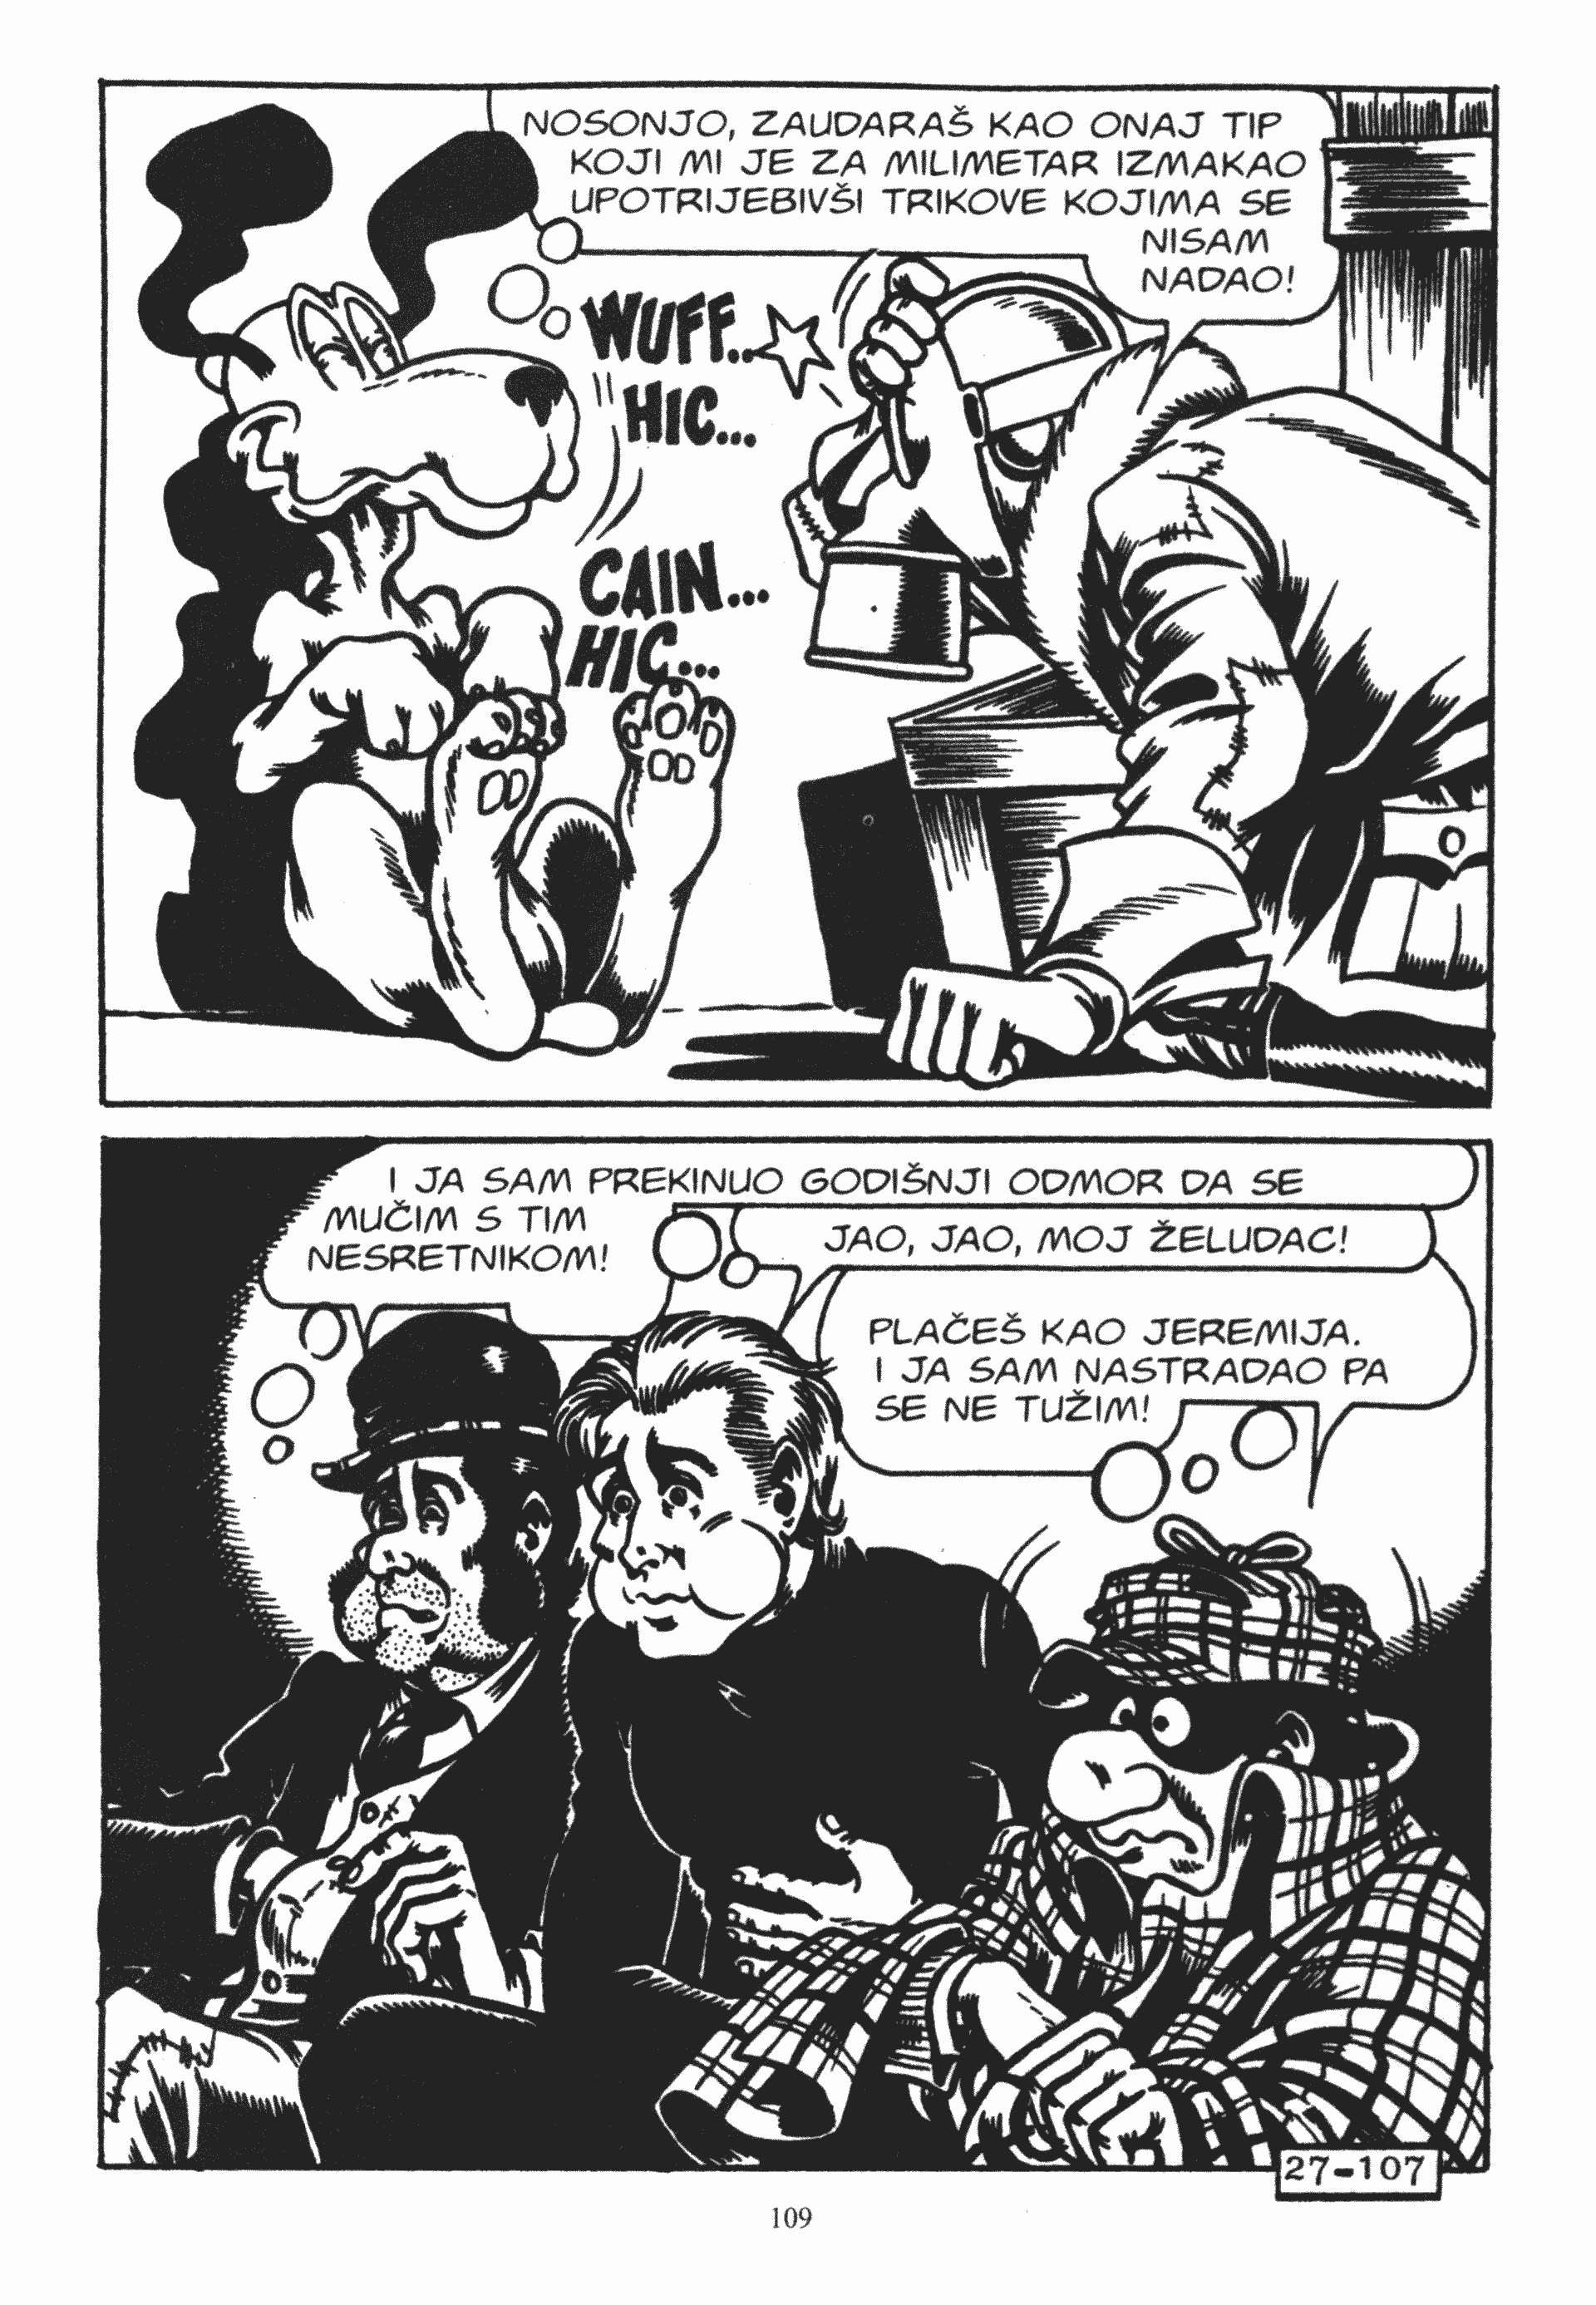 NOSONJO, ZAUDARAŠ KAO ONAJ TIP
KOJI MI JE ZA MILIMETAR IZMAKAO
UPOTRIJEBIVŠI TRIKOVE KOJIMA SE
NISAM
NADAO!
WUFF...
HIC...
CAIN...
HIC...
I JA SAM PREKINUO GODIŠNJI ODMOR DA SE
MUČIM S TIM
NESRETNIKOM!
JAO, JAO, MOJ ŽELUDAC!
PLAČEŠ KAO JEREMIJA.
I JA SAM NASTRADAO PA
SE NE TUŽIM!
27-107
109